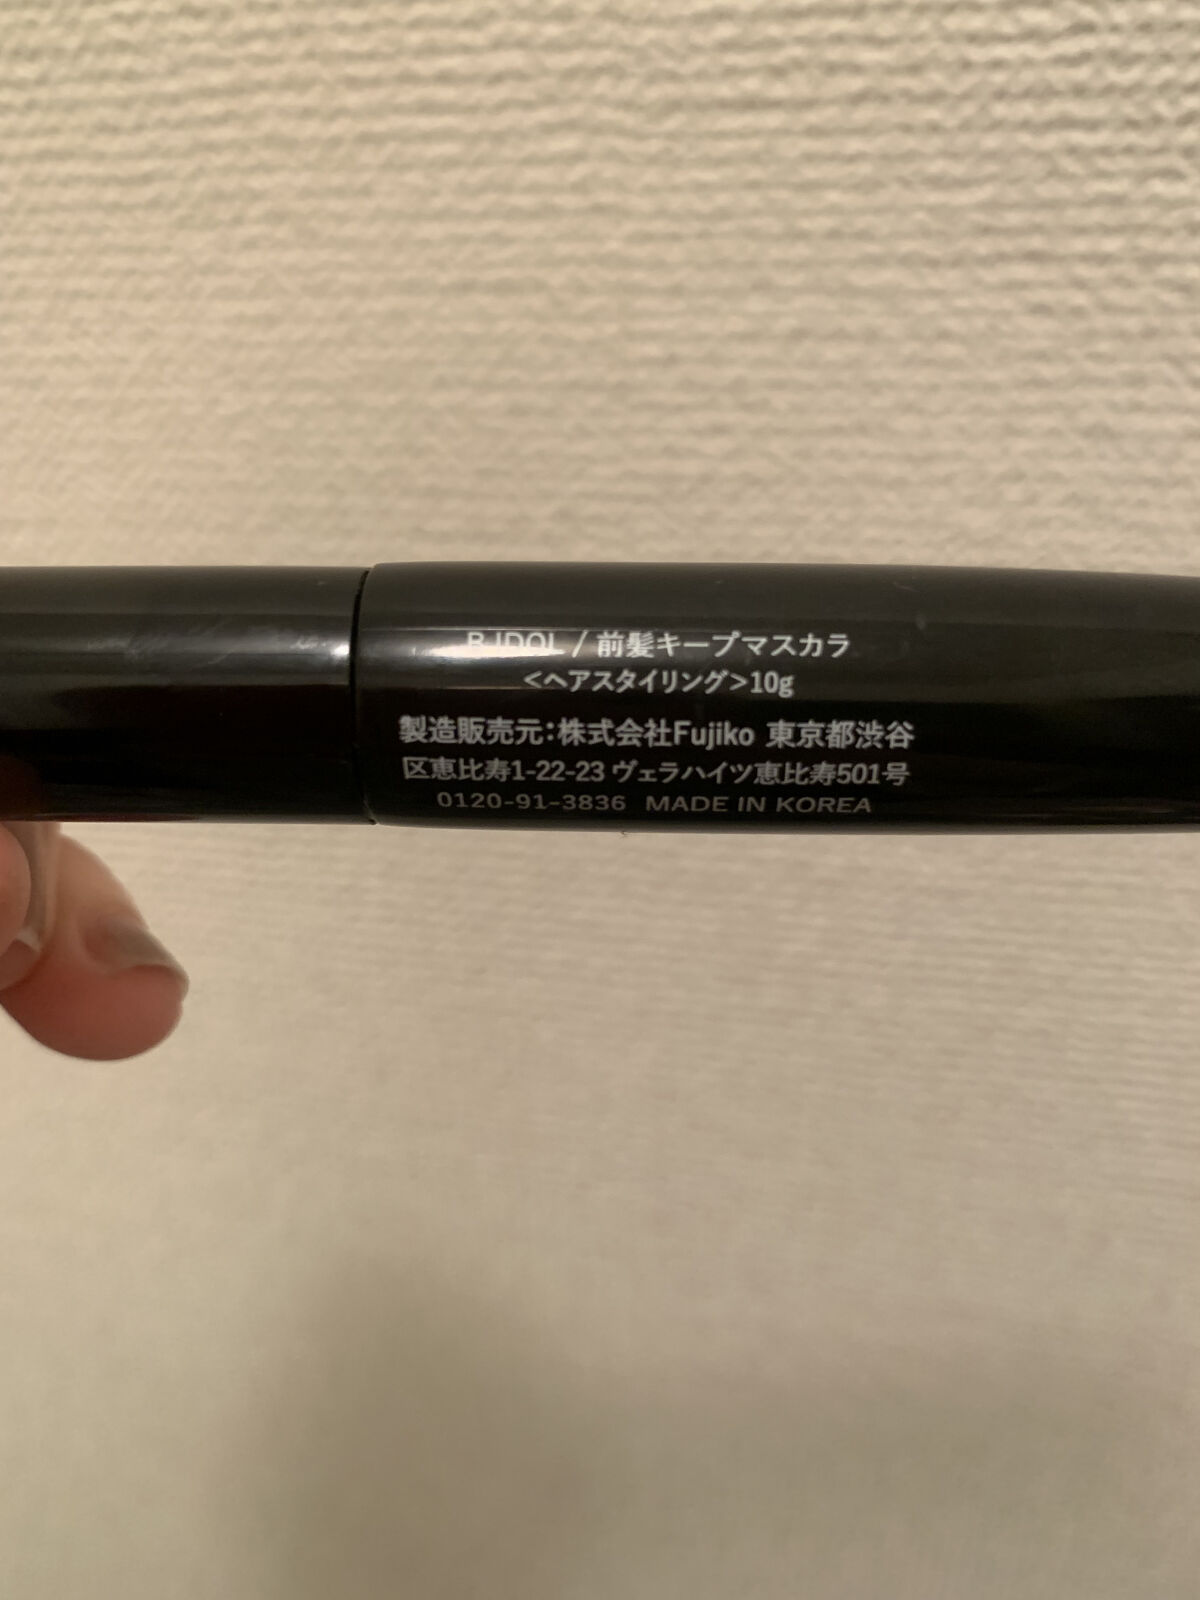 B IDOL / 前髪キープマスカラ
<ヘアスタイリング>10g
製造販売元：株式会社Fujiko 東京都渋谷
区恵比寿1-22-23 ヴェラハイツ恵比寿501号
0120-91-3836 MADE IN KOREA